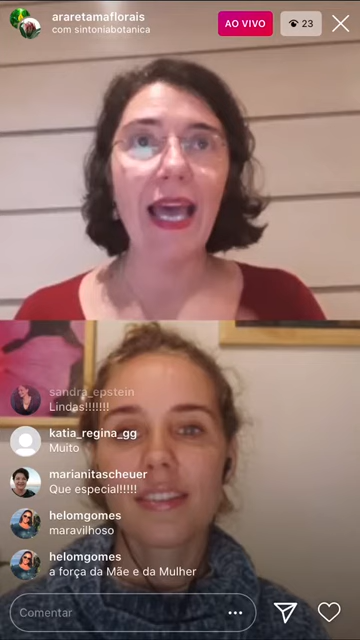 araretamaflorais
com sintoniabotanica
AO VIVO
23
sandra_epstein
Lindas!!!!!!!
katia_regina_gg
Muito
marianitascheuer
Que especial!!!!!
helomgomes
maravilhoso
helomgomes
a força da Mãe e da Mulher
Comentar